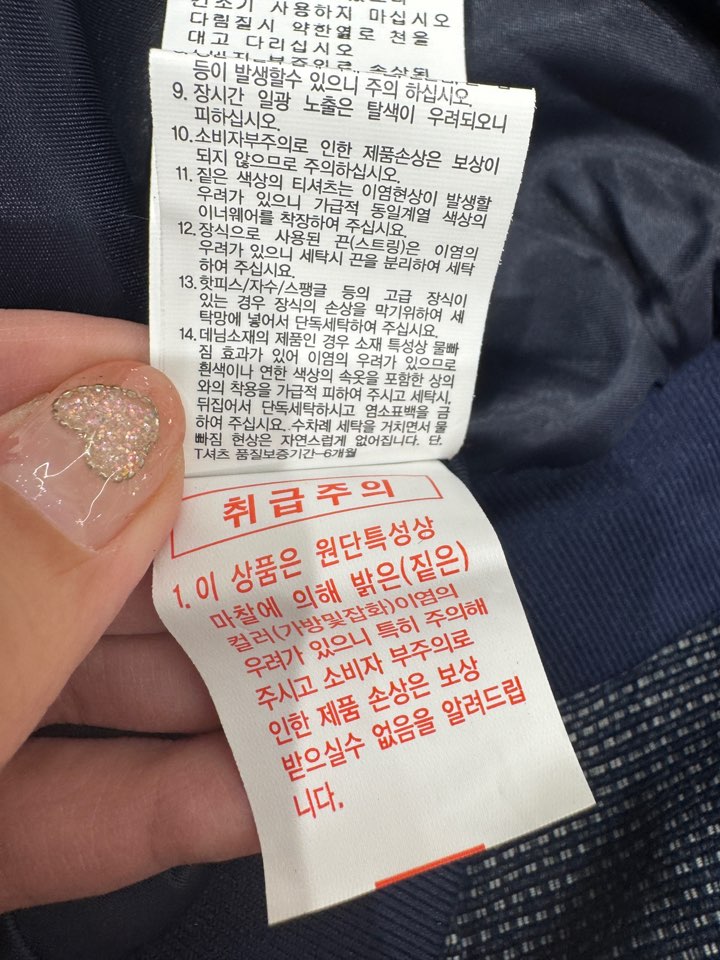 사용하지 마십시오
다림질시 약한열로 천을
대고 다리십시오
등이 발생할수 있으니 주의 하십시오.
9. 장시간 일광 노출은 탈색이 우려되오니
피하십시오.
10. 소비자부주의로 인한 제품손상은 보상이
되지 않으므로 주의하십시오.
11. 짙은 색상의 티셔츠는 이염현상이 발생할
우려가 있으니 가급적 동일계열 색상의
이너웨어를 착장하여 주십시요.
12. 장식으로 사용된 끈(스트링)은 이염의
우려가 있으니 세탁시 끈을 분리하여 세탁
하여 주십시요.
13. 핫피스/자수/스팽글 등의 고급 장식이
있는 경우 장식의 손상을 막기위하여 세
탁망에 넣어서 단독세탁하여 주십시요.
14. 데님소재의 제품인 경우 소재 특성상 물빠
짐 효과가 있어 이염의 우려가 있으므로
흰색이나 연한 색상의 속옷을 포함한 상의
와의 착용을 가급적 피하여 주시고 세탁시,
뒤집어서 단독세탁하시고 염소표백을 금
하여 주십시요. 수차례 세탁을 거치면서 물
빠짐 현상은 자연스럽게 없어집니다. 단,
T셔츠 품질보증기간-6개월
취급주의
1. 이 상품은 원단특성상
마찰에 의해 밝은(짙은)
컬러(가방및잡화)이염의
우려가 있으니 특히 주의해
주시고 소비자 부주의로
인한 제품 손상은 보상
받으실수 없음을 알려드립
니다.